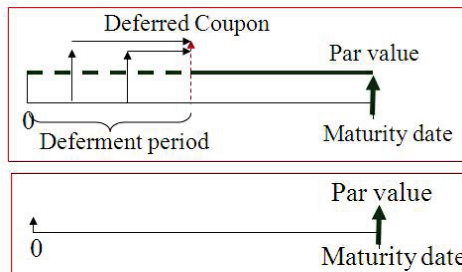 Deferred Coupon
Par value
0
Deferment period
Maturity date
Par value
0
Maturity date